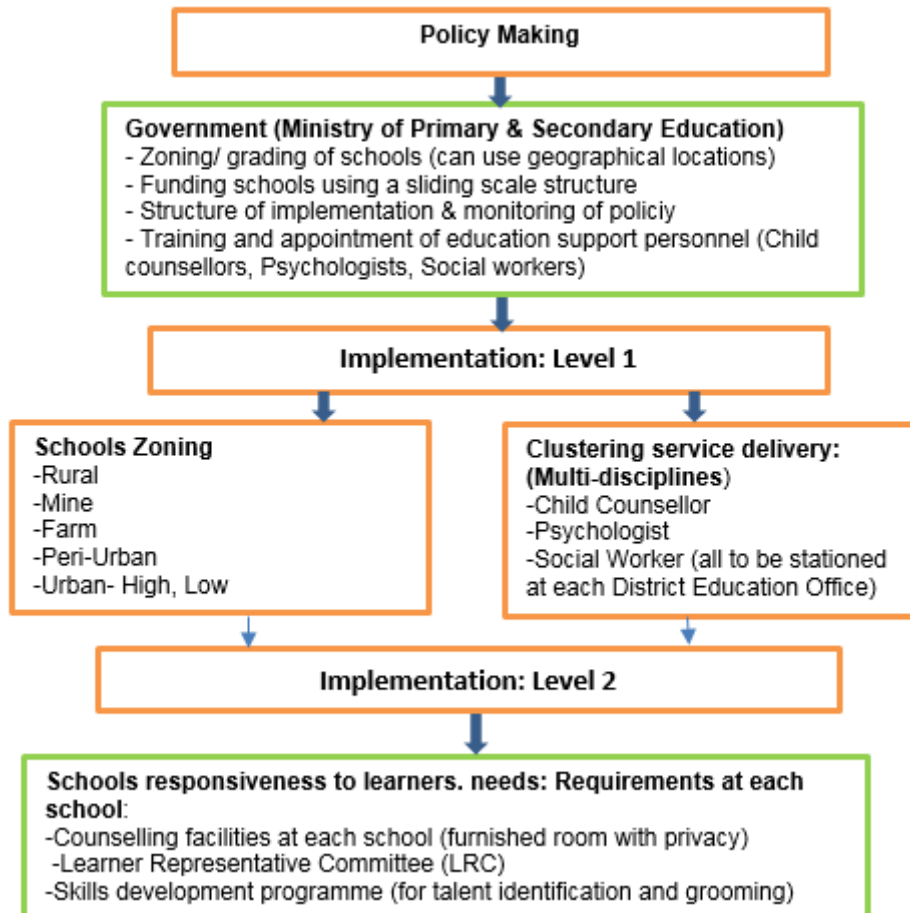 Policy Making
Government (Ministry of Primary & Secondary Education)
- Zoning/ grading of schools (can use geographical locations)
- Funding schools using a sliding scale structure
- Structure of implementation & monitoring of policiy
- Training and appointment of education support personnel (Child
counsellors, Psychologists, Social workers)
Implementation: Level 1
Schools Zoning
-Rural
-Mine
-Farm
-Peri-Urban
-Urban- High, Low
Clustering service delivery:
(Multi-disciplines)
-Child Counsellor
-Psychologist
-Social Worker (all to be stationed
at each District Education Office)
Implementation: Level 2
Schools responsiveness to learners. needs: Requirements at each
school:
-Counselling facilities at each school (furnished room with privacy)
-Learner Representative Committee (LRC)
-Skills development programme (for talent identification and grooming)